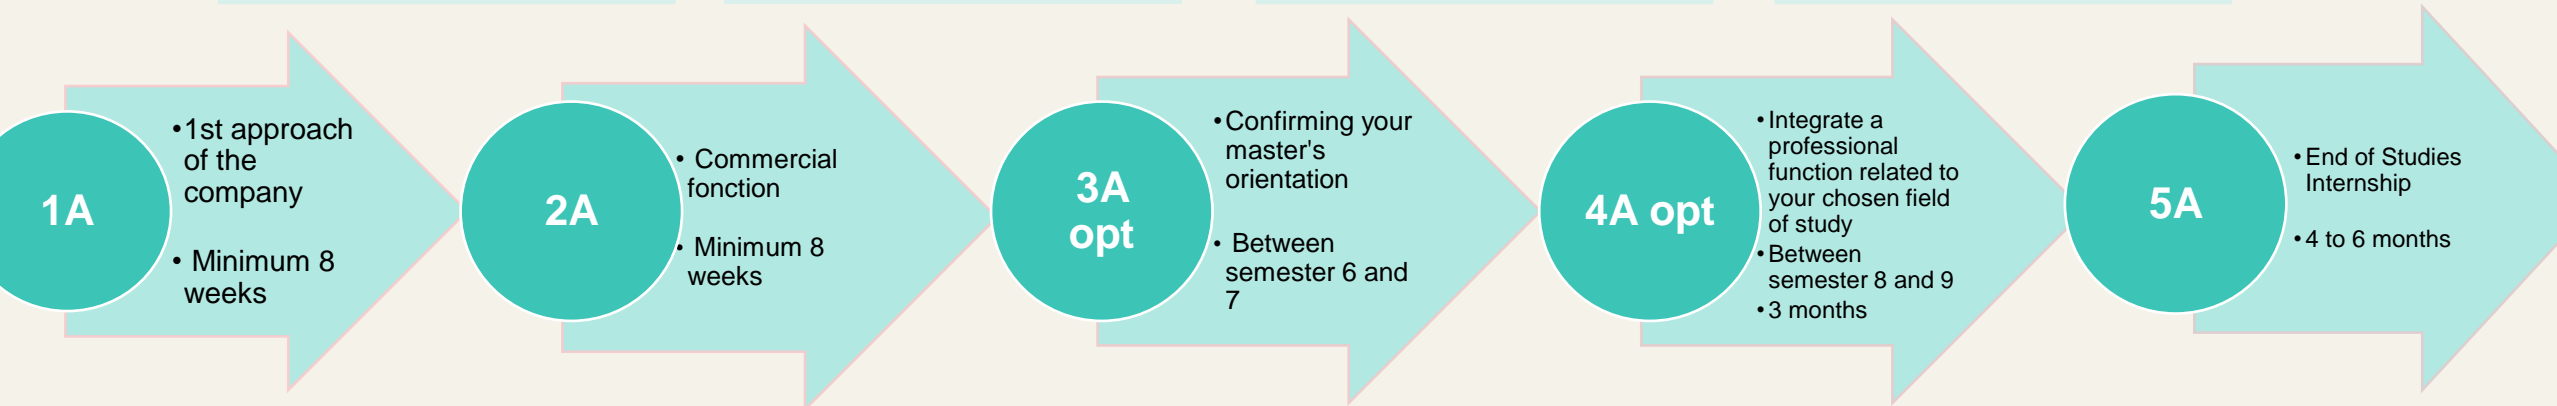 1A
•1st approach
of the
company
• Minimum 8
weeks
2A
• Commercial
fonction
• Minimum 8
weeks
3A
opt
•Confirming your
master's
orientation
• Between
semester 6 and
7
4A opt
•Integrate a
professional
function related to
your chosen field
of study
•Between
semester 8 and 9
•3 months
5A
•End of Studies
Internship
•4 to 6 months